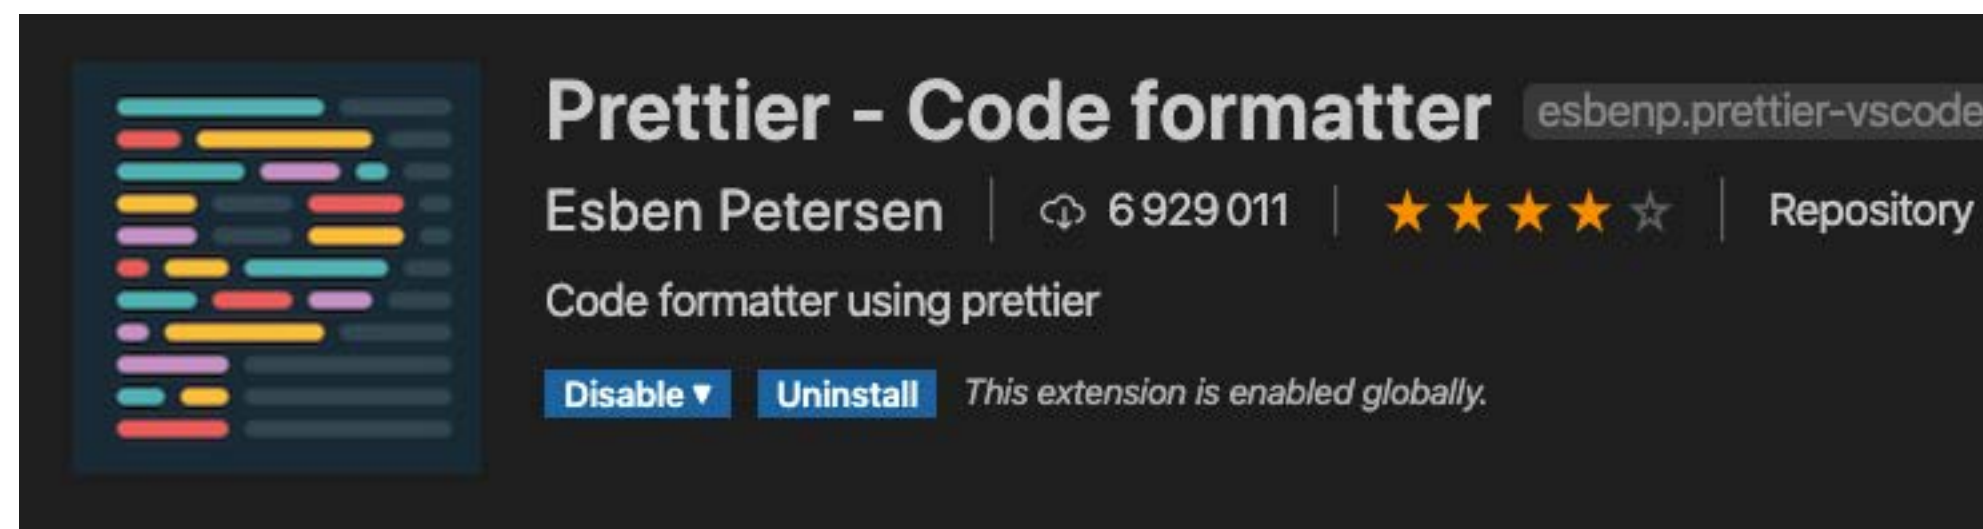 Prettier - Code formatter esbenp.prettier-vscode
Esben Petersen 6 929 011 Repository
Code formatter using prettier
Disable ▼ Uninstall This extension is enabled globally.